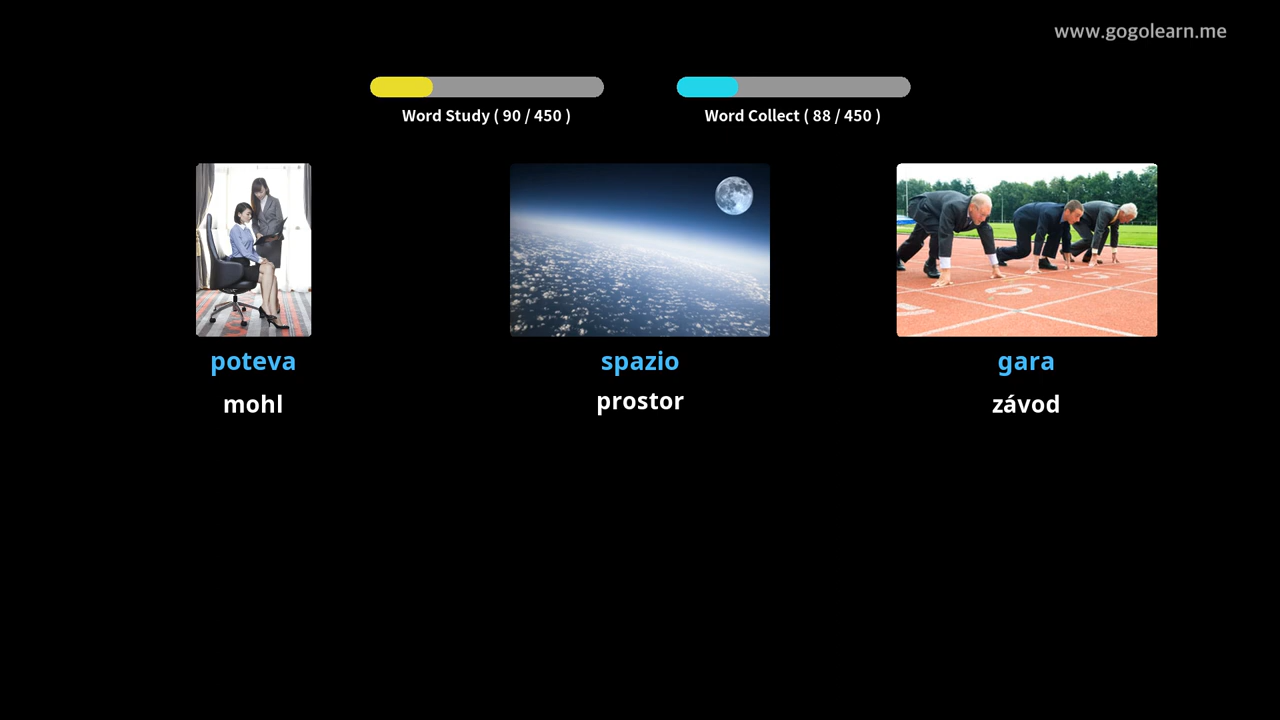 www.gogolearn.me
Word Study ( 90 / 450 )
Word Collect ( 88 / 450 )
poteva
spazio
gara
mohl
prostor
závod